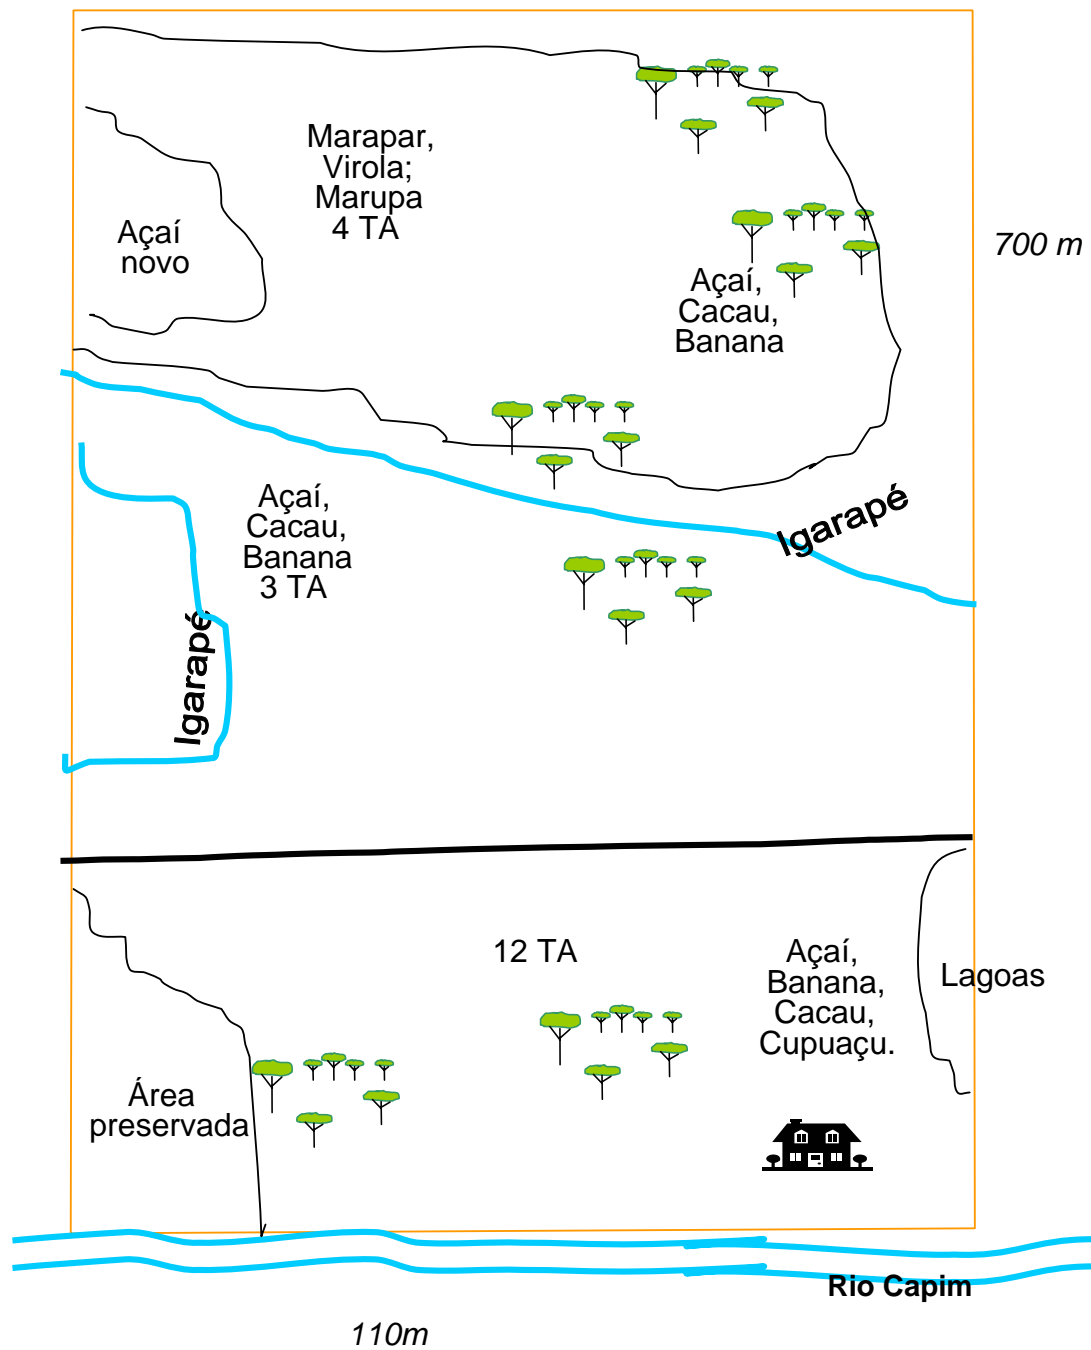 Marapar,
Virola;
Marupa
4 TA
Açaí
novo
700 m
Açaí,
Cacau,
Banana
Igarapé
Açaí,
Cacau,
Banana
3 TA
Igarapé
12 TA
Açaí,
Banana,
Cacau,
Cupuaçu.
Lagoas
Área
preservada
Rio Capim
110m